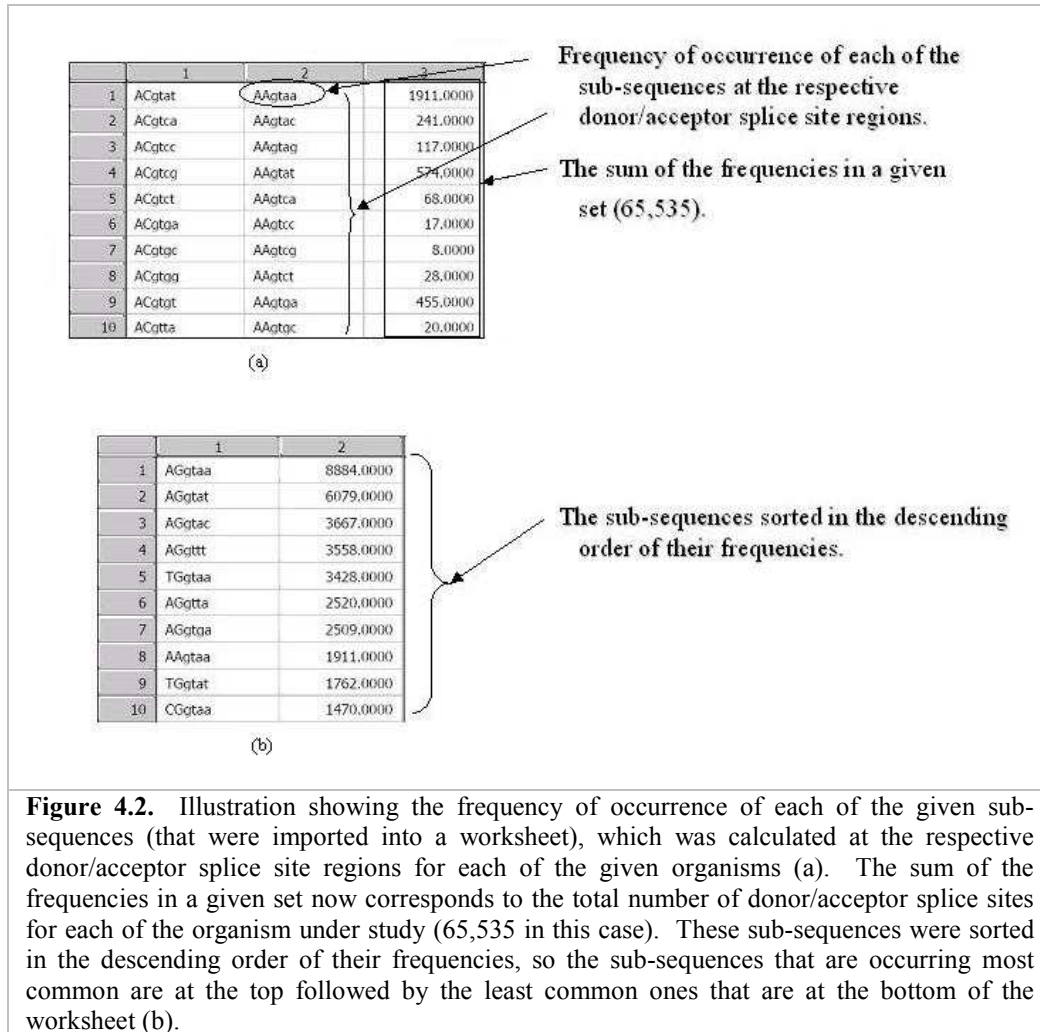 Frequency of occurrence of each of the
sub-sequences at the respective
donor/acceptor splice site regions.
The sum of the frequencies in a given
set (65,535).
1 2 3
1 ACgtat AAgtaa 1911.0000
2 ACgtca AAgtac 241.0000
3 ACgtcc AAgtag 117.0000
4 ACgtcg AAgtat 574.0000
5 ACgtct AAgtca 68.0000
6 ACgtga AAgtcc 17.0000
7 ACgtgc AAgtcg 8.0000
8 ACgtgg AAgtct 28.0000
9 ACgtgt AAgtga 455.0000
10 ACgtta AAgtgc 20.0000
(a)
1 2
1 AGgtaa 8884.0000
2 AGgtat 6079.0000
3 AGgtac 3667.0000
4 AGgttt 3558.0000
5 TGgtaa 3428.0000
6 AGgtta 2520.0000
7 AGgtga 2509.0000
8 AAgtaa 1911.0000
9 TGgtat 1762.0000
10 CGgtaa 1470.0000
(b)
The sub-sequences sorted in the descending
order of their frequencies.
Figure 4.2. Illustration showing the frequency of occurrence of each of the given sub-
sequences (that were imported into a worksheet), which was calculated at the respective
donor/acceptor splice site regions for each of the given organisms (a). The sum of the
frequencies in a given set now corresponds to the total number of donor/acceptor splice sites
for each of the organism under study (65,535 in this case). These sub-sequences were sorted
in the descending order of their frequencies, so the sub-sequences that are occurring most
common are at the top followed by the least common ones that are at the bottom of the
worksheet (b).